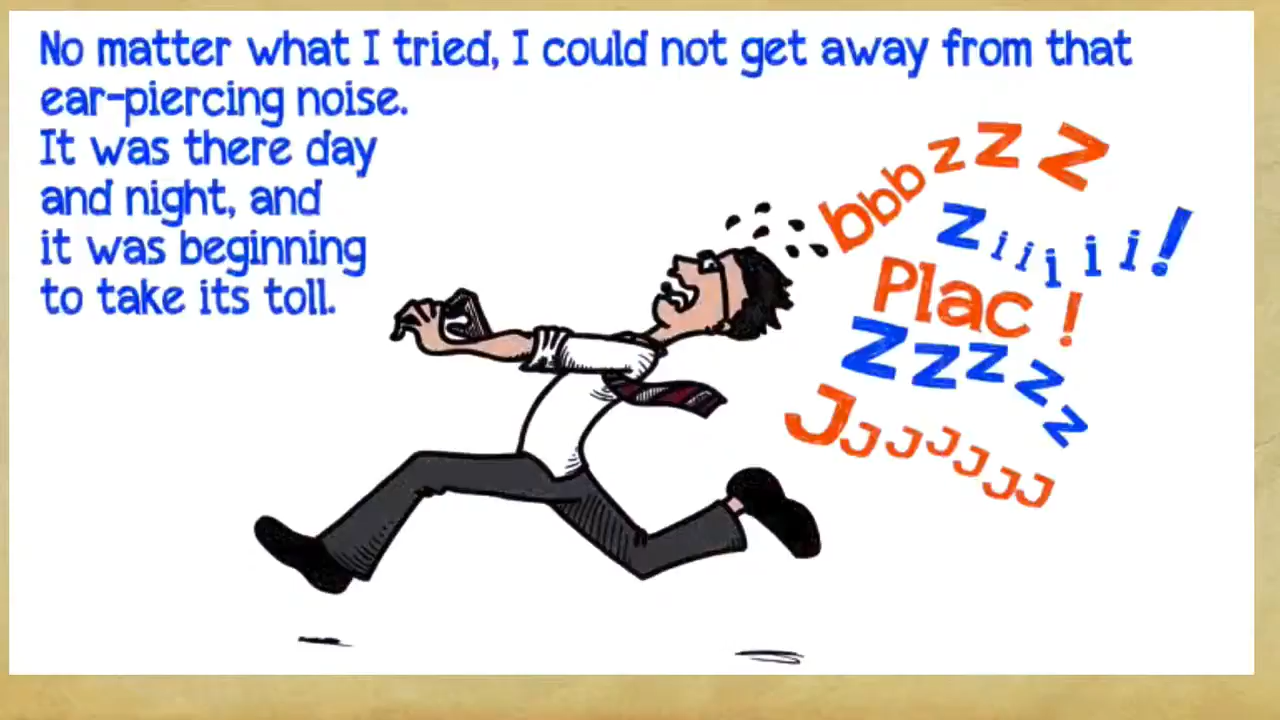 No matter what I tried, I could not get away from that
ear-piercing noise.
It was there day
and night, and
it was beginning
to take its toll.
bbbzzZ
Ziiiii!
Plac !
Zzzzz
JJJJJJJ